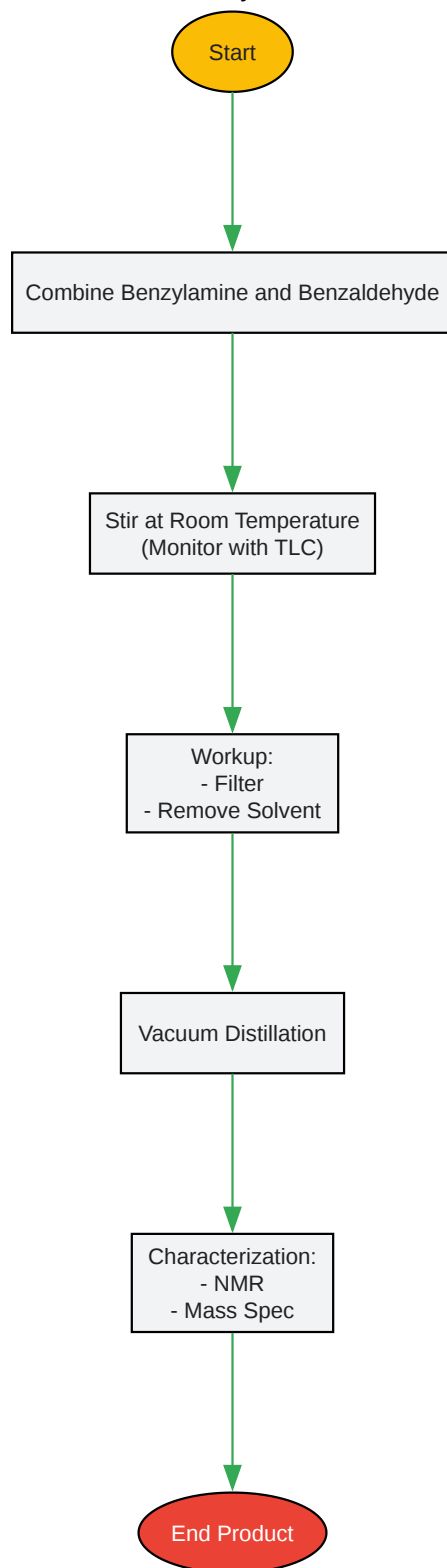 Start
Combine Benzylamine and Benzaldehyde
Stir at Room Temperature
(Monitor with TLC)
Workup:
- Filter
- Remove Solvent
Vacuum Distillation
Characterization:
- NMR
- Mass Spec
End Product